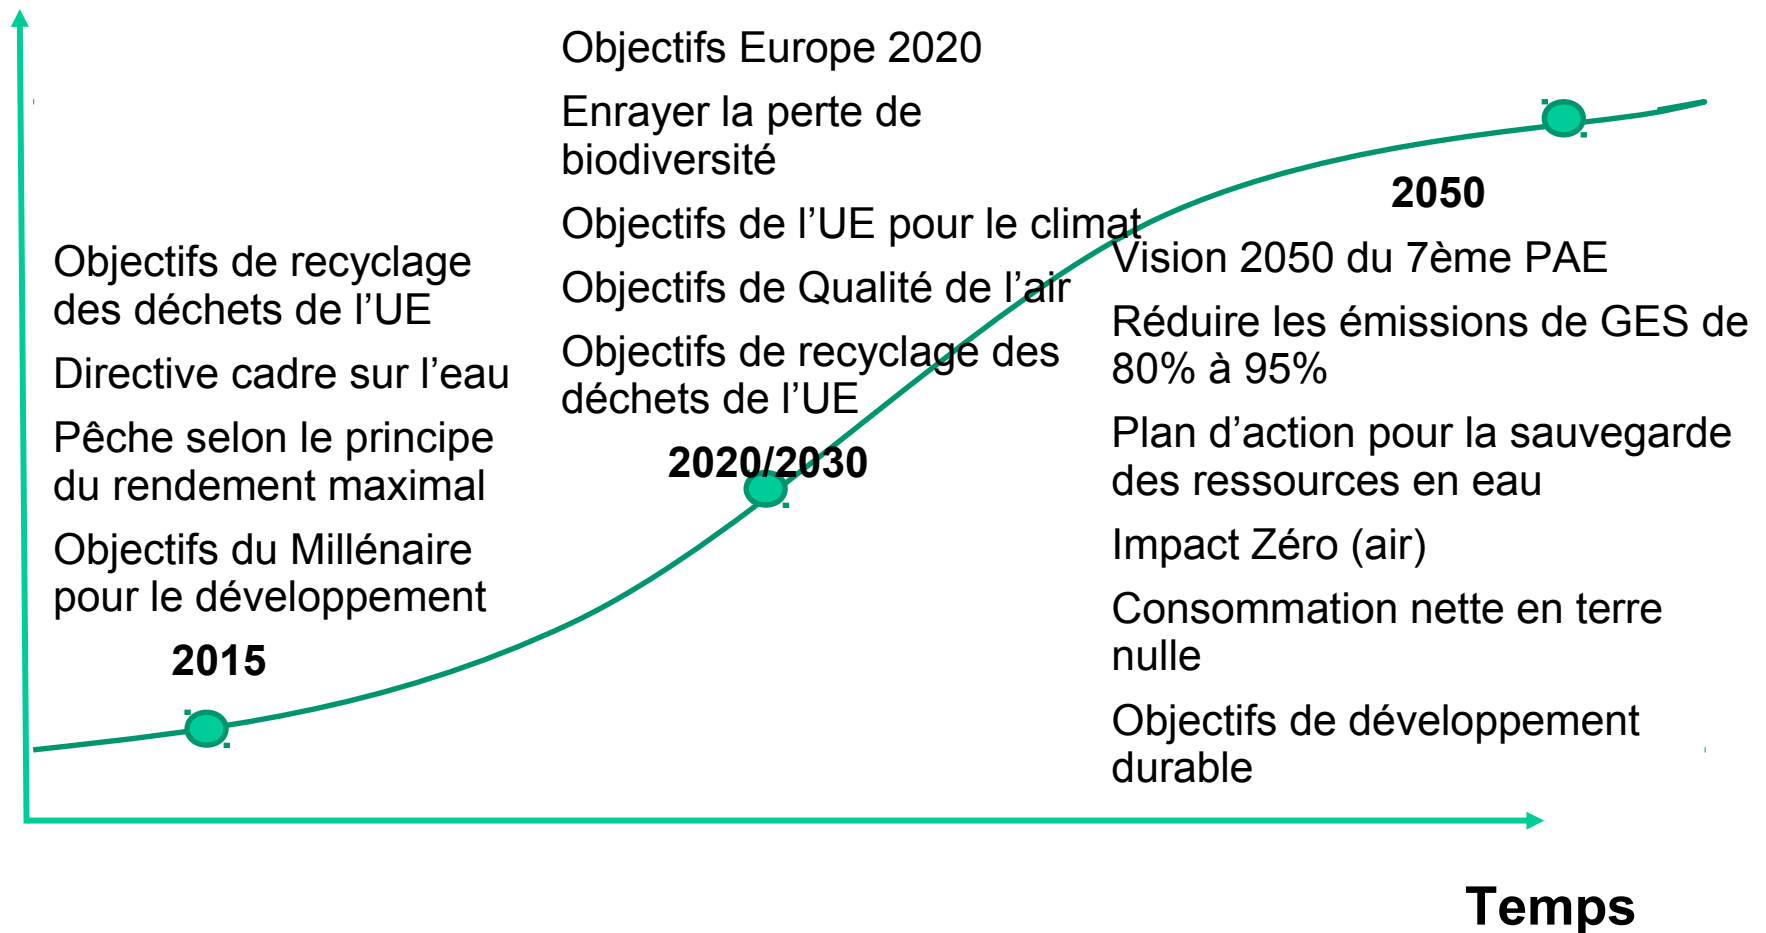 Objectifs de recyclage
des déchets de l’UE
Directive cadre sur l’eau
Pêche selon le principe
du rendement maximal
Objectifs du Millénaire
pour le développement
2015
Objectifs Europe 2020
Enrayer la perte de
biodiversité
Objectifs de l’UE pour le climat
Objectifs de Qualité de l’air
Objectifs de recyclage des
déchets de l’UE
2020/2030
2050
Vision 2050 du 7ème PAE
Réduire les émissions de GES de
80% à 95%
Plan d’action pour la sauvegarde
des ressources en eau
Impact Zéro (air)
Consommation nette en terre
nulle
Objectifs de développement
durable
Temps